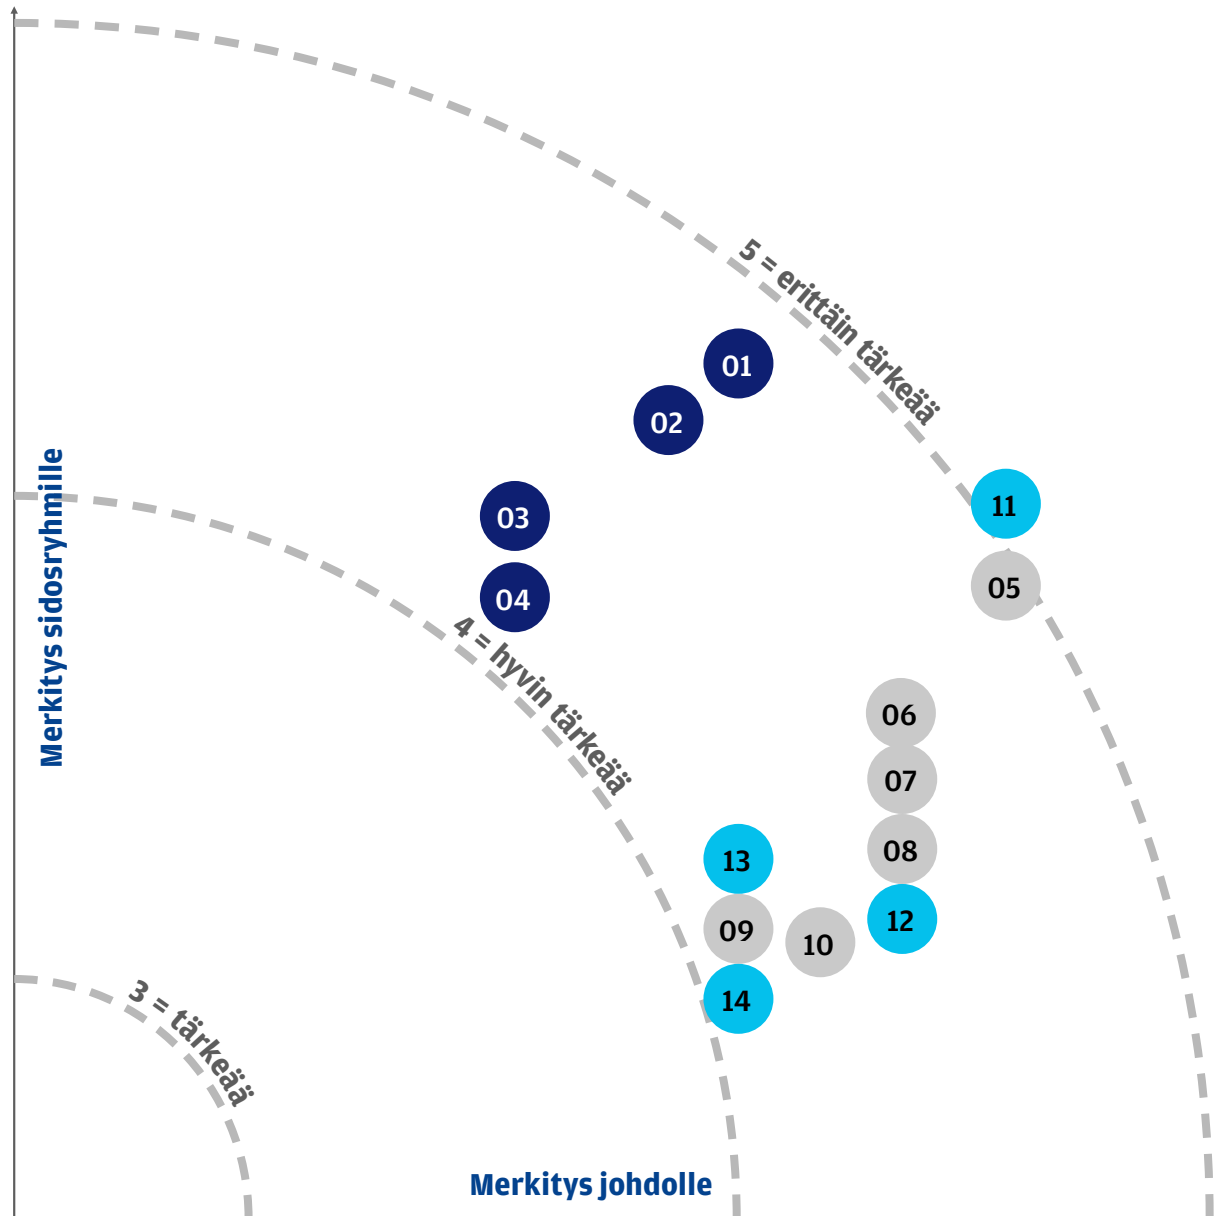 5 = erittäin tärkeää
01
02
Merkitys sidosryhmille
11
03
05
04
4 = hyvin tärkeää
06
07
08
13
12
09
10
14
3 = tärkeää
Merkitys johdolle